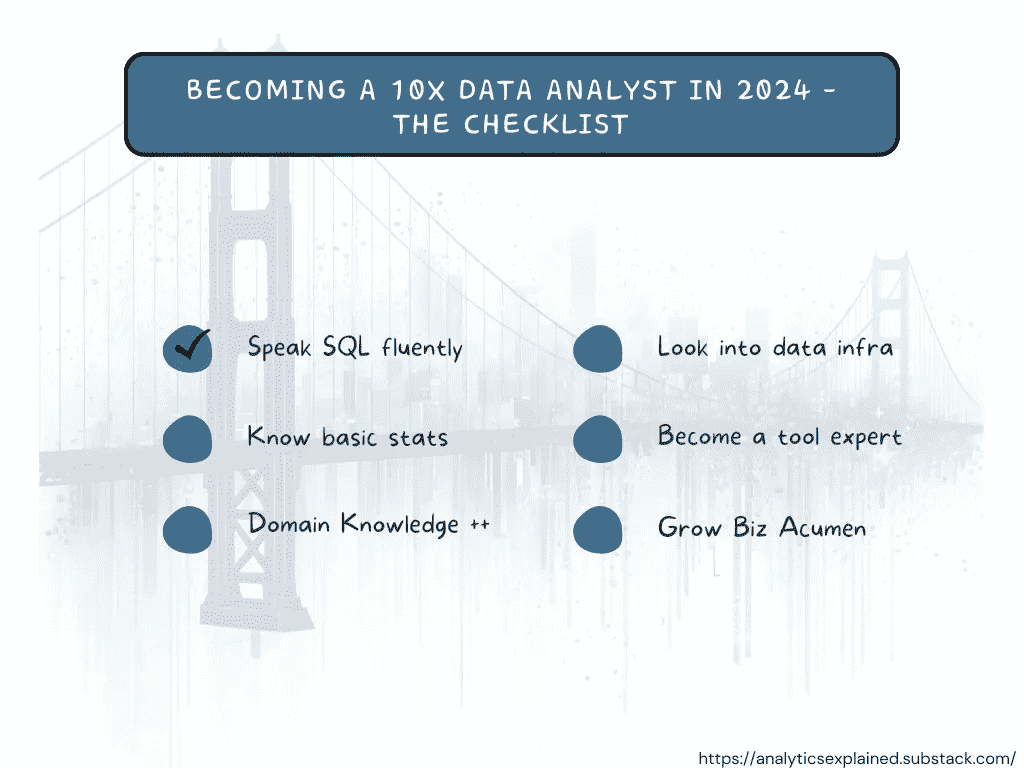 BECOMING A 10X DATA ANALYST IN 2024 -
THE CHECKLIST
Speak SQL fluently
Know basic stats
Domain Knowledge ++
Look into data infra
Become a tool expert
Grow Biz Acumen
https://analyticsexplained.substack.com/